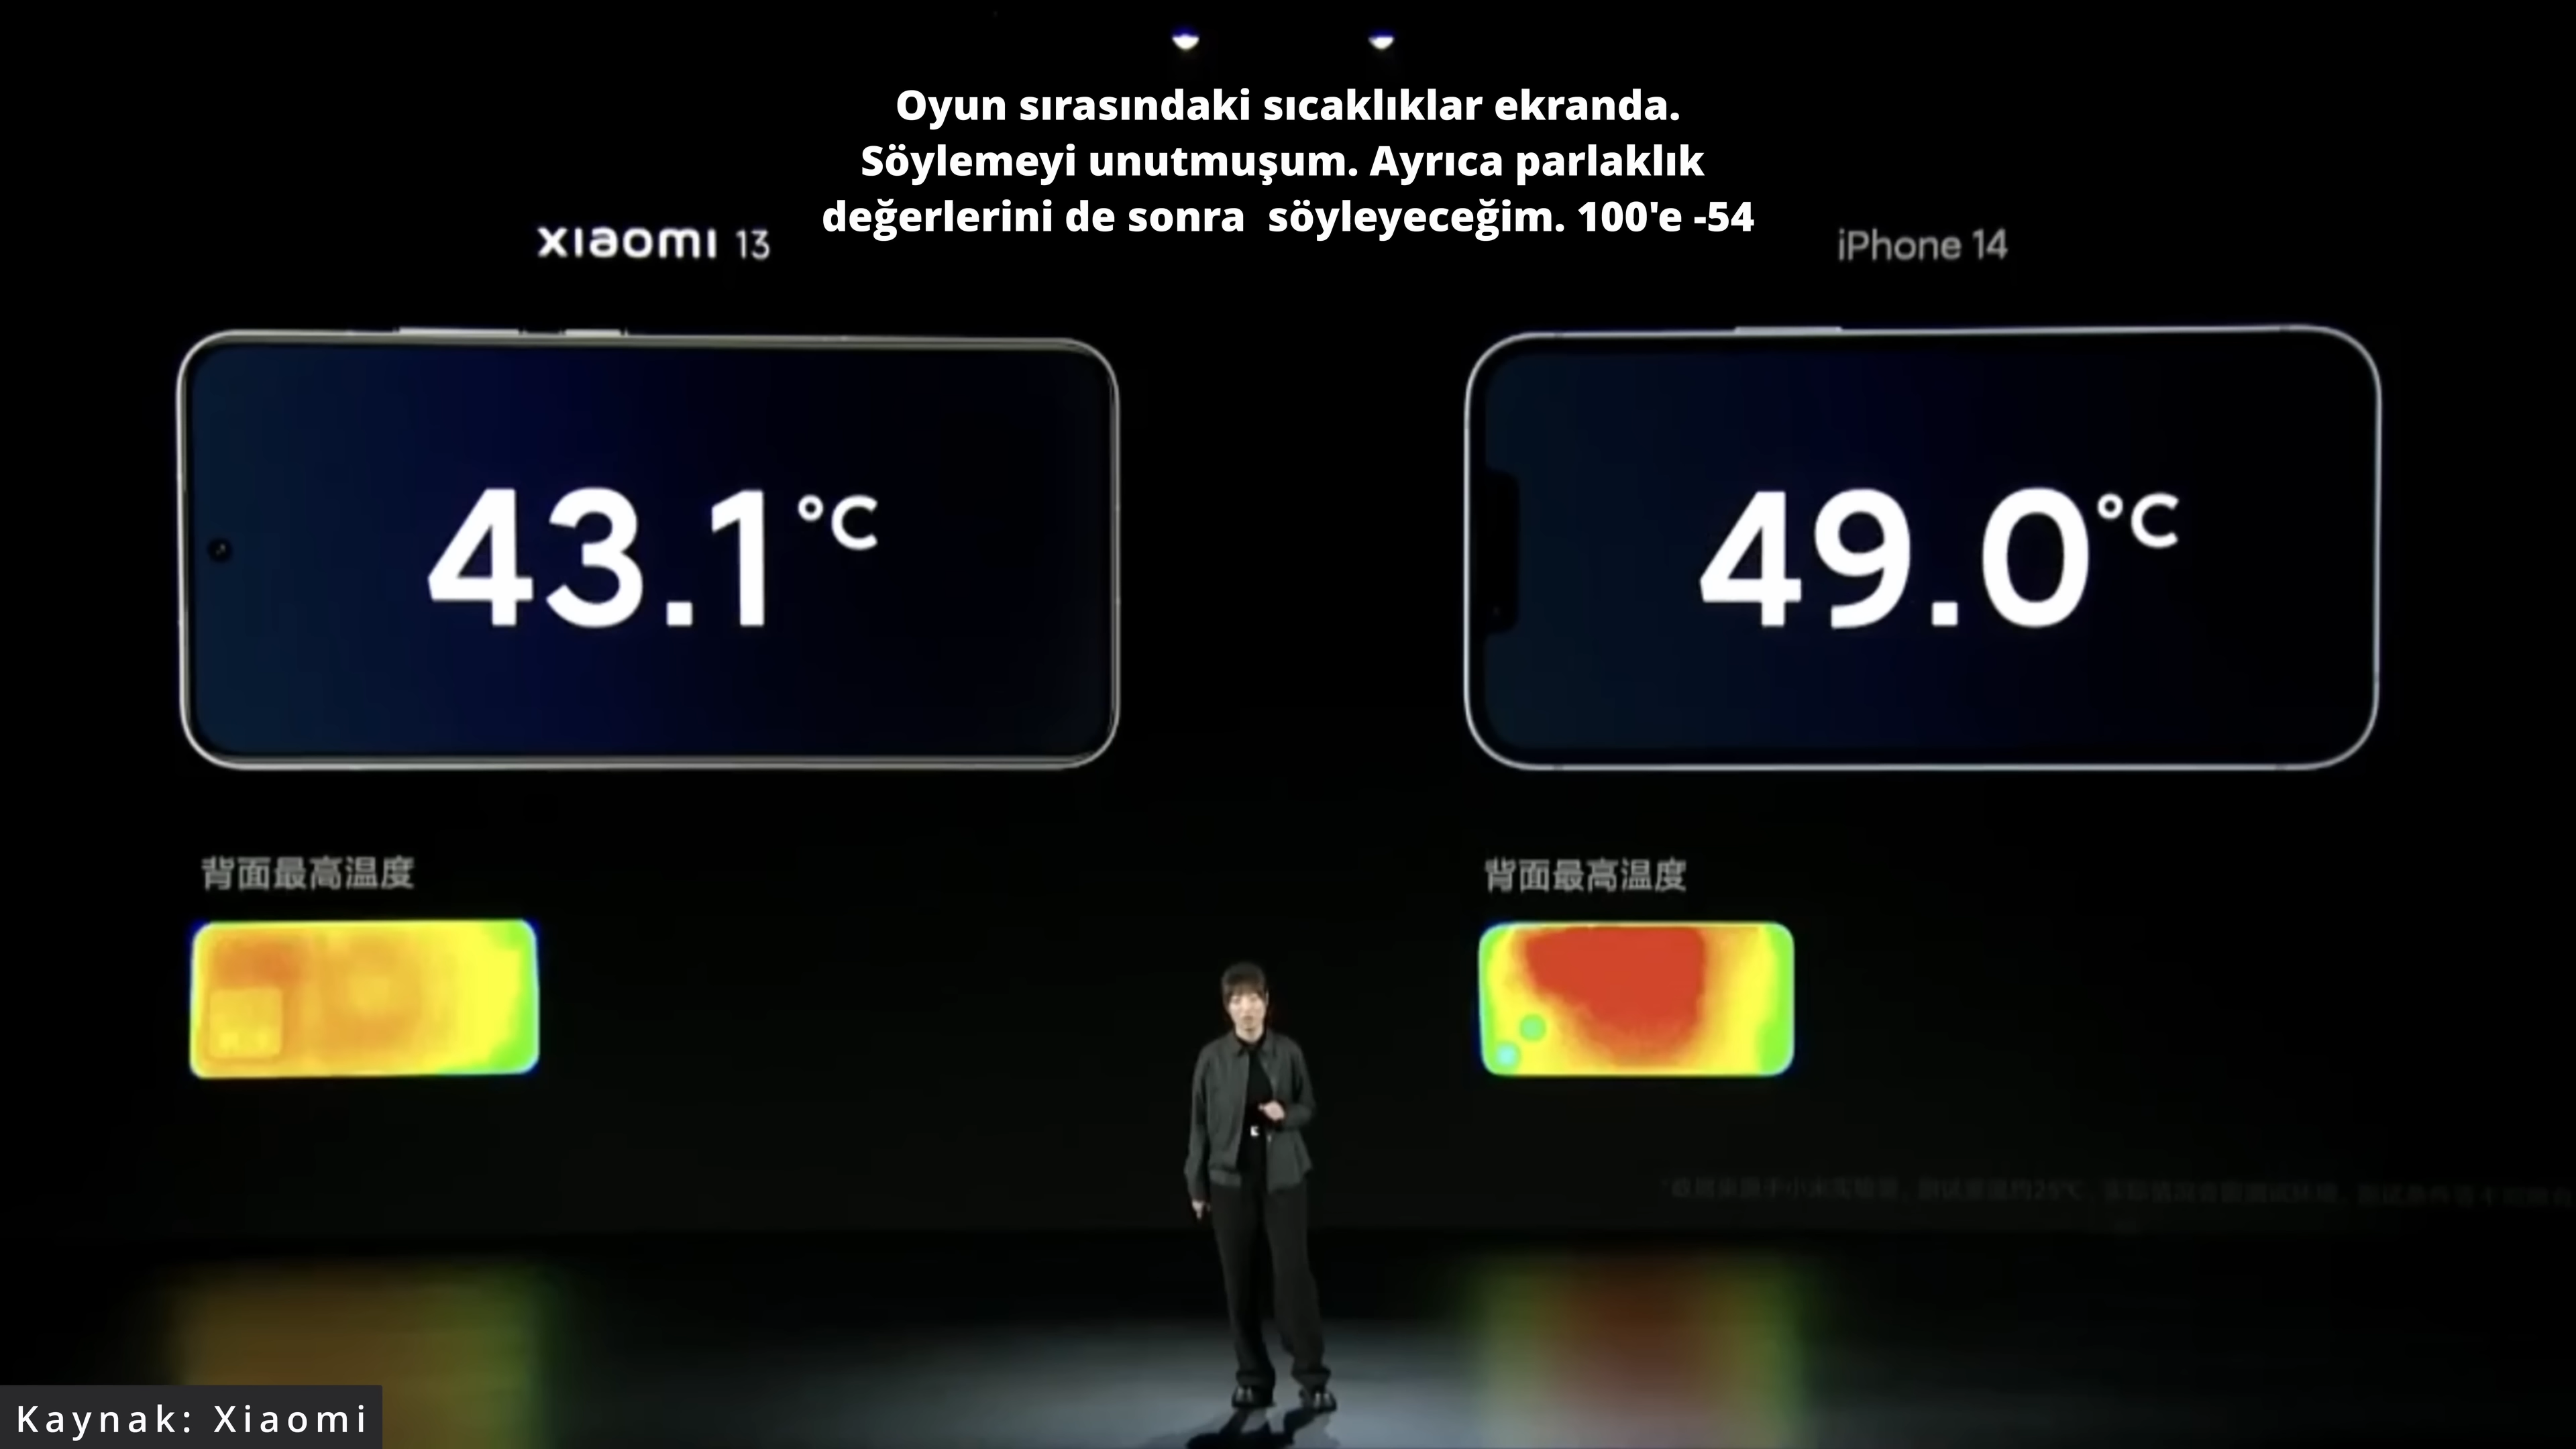 Oyun sırasındaki sıcaklıklar ekranda.
Söylemeyi unutmuşum. Ayrıca parlaklık
değerlerini de sonra  söyleyeceğim. 100'e -54
xıaomı 13
iPhone 14
43.1°C
49.0°C
背面最高温度
背面最高温度
Kaynak: Xiaomi